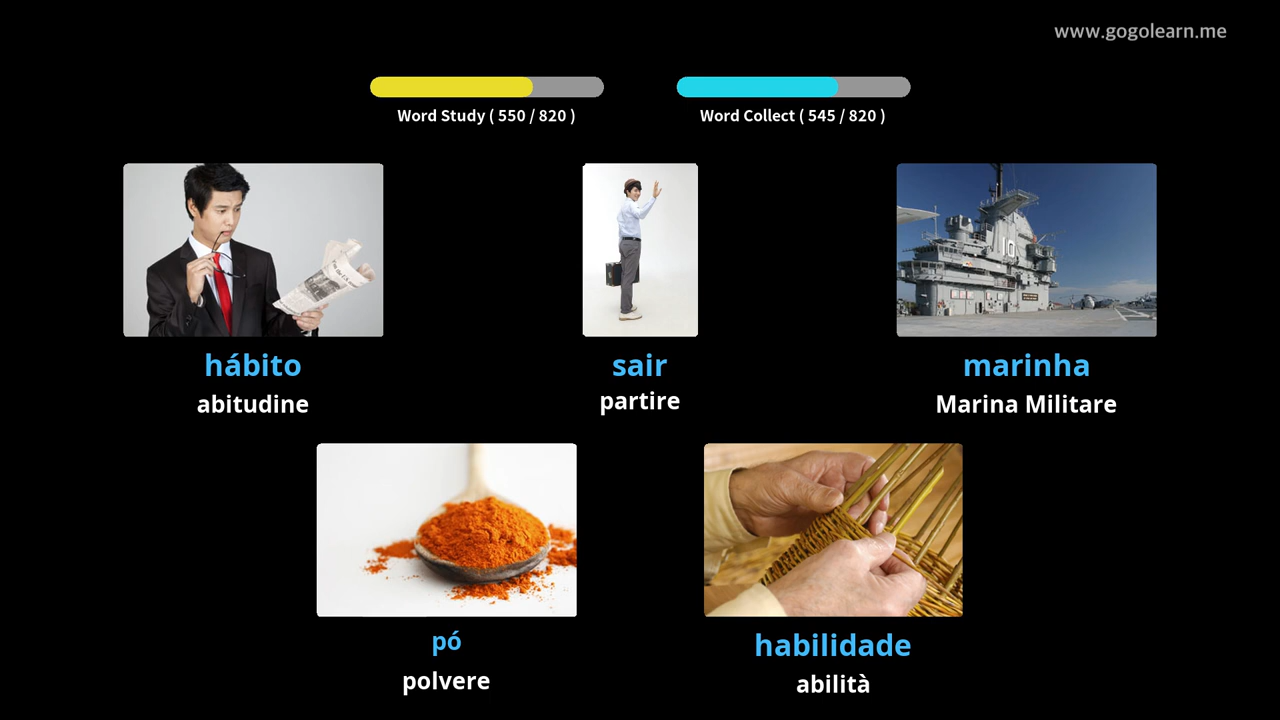 www.gogolearn.me
Word Study ( 550 / 820 )
Word Collect ( 545 / 820 )
hábito
abitudine
sair
partire
marinha
Marina Militare
pó
polvere
habilidade
abilità